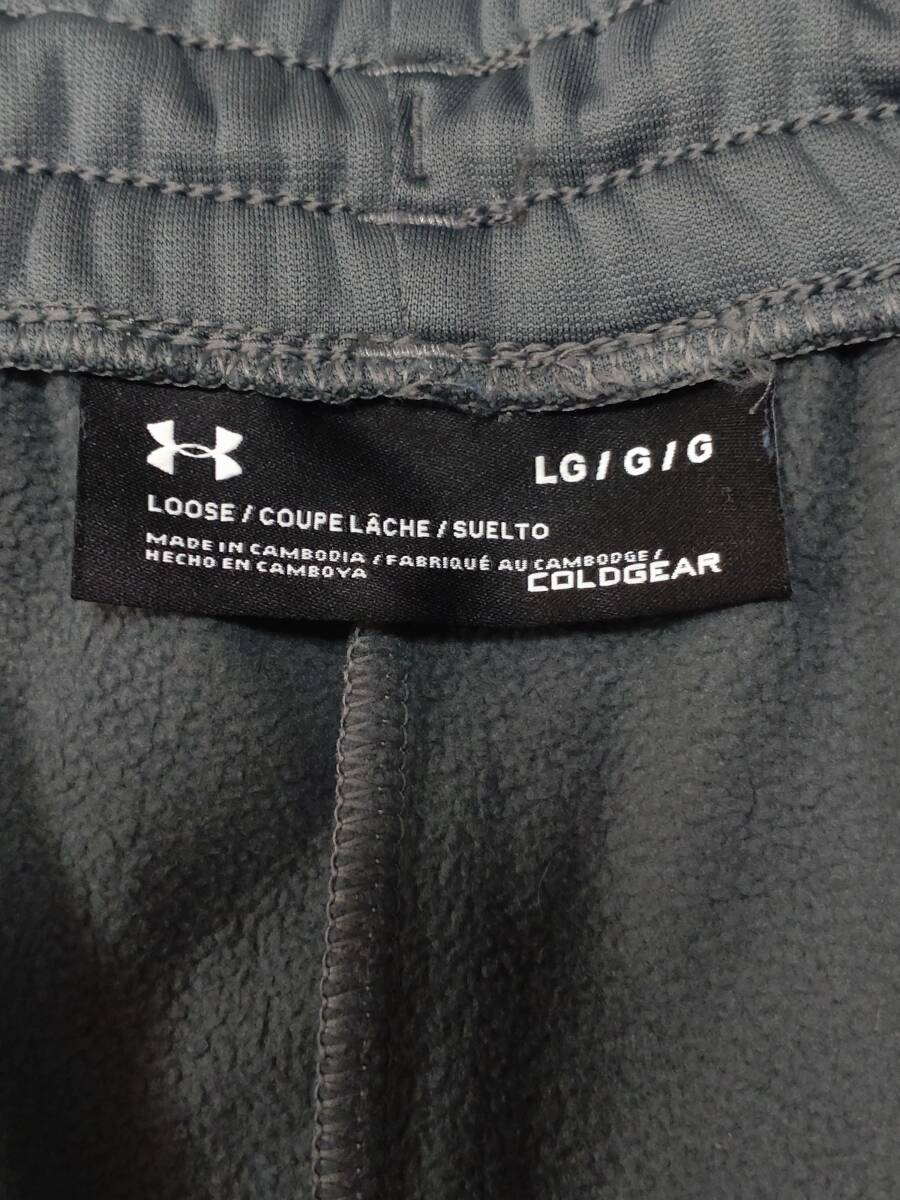 LG / G / G
LOOSE / COUPE LÂCHE / SUELTO
MADE IN CAMBODIA / FABRIQUÉ AU CAMBODGE /
HECHO EN CAMBOYA
COLDGEAR